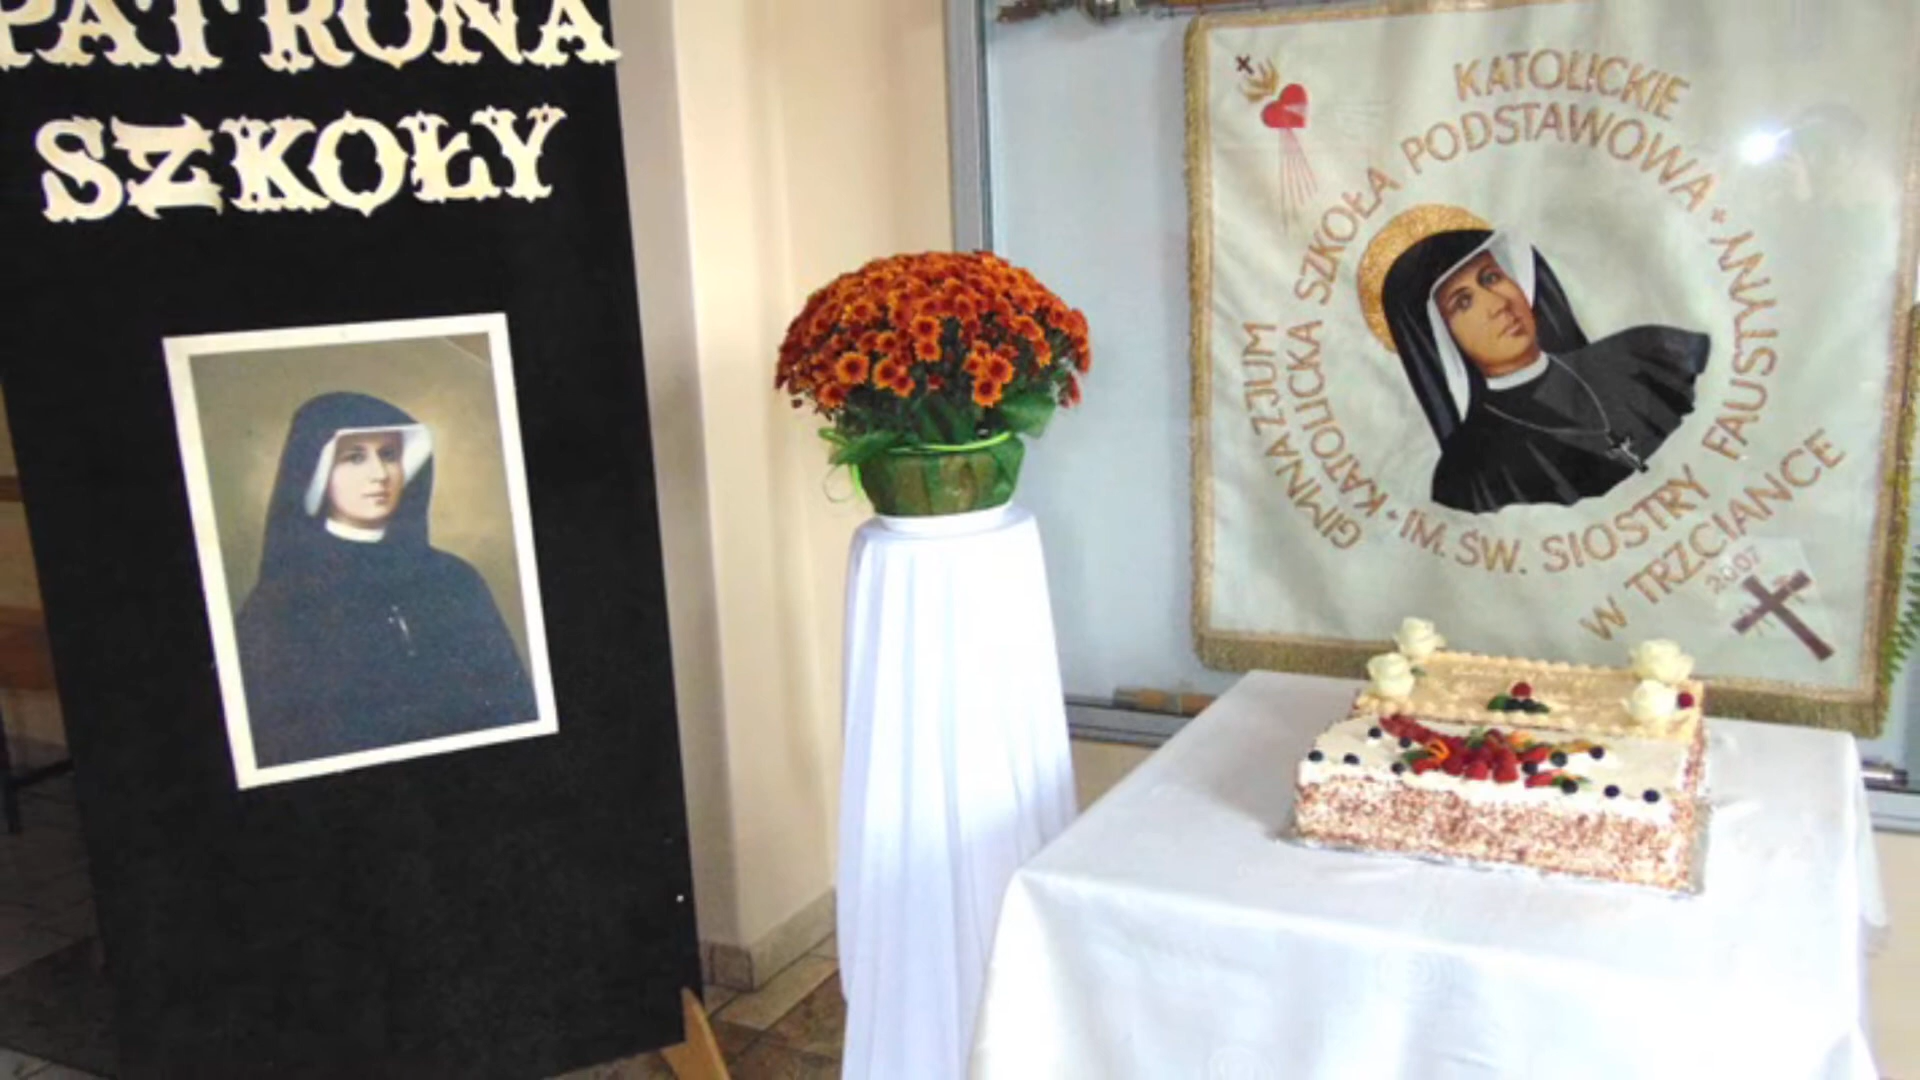 PATRONA
SZKOŁY
KATOLICKIE
GIMNAZJUM
KATOLICKA SZKOŁA PODSTAWOWA
IM. ŚW. SIOSTRY FAUSTYNY
W TRZCIANCE
2007